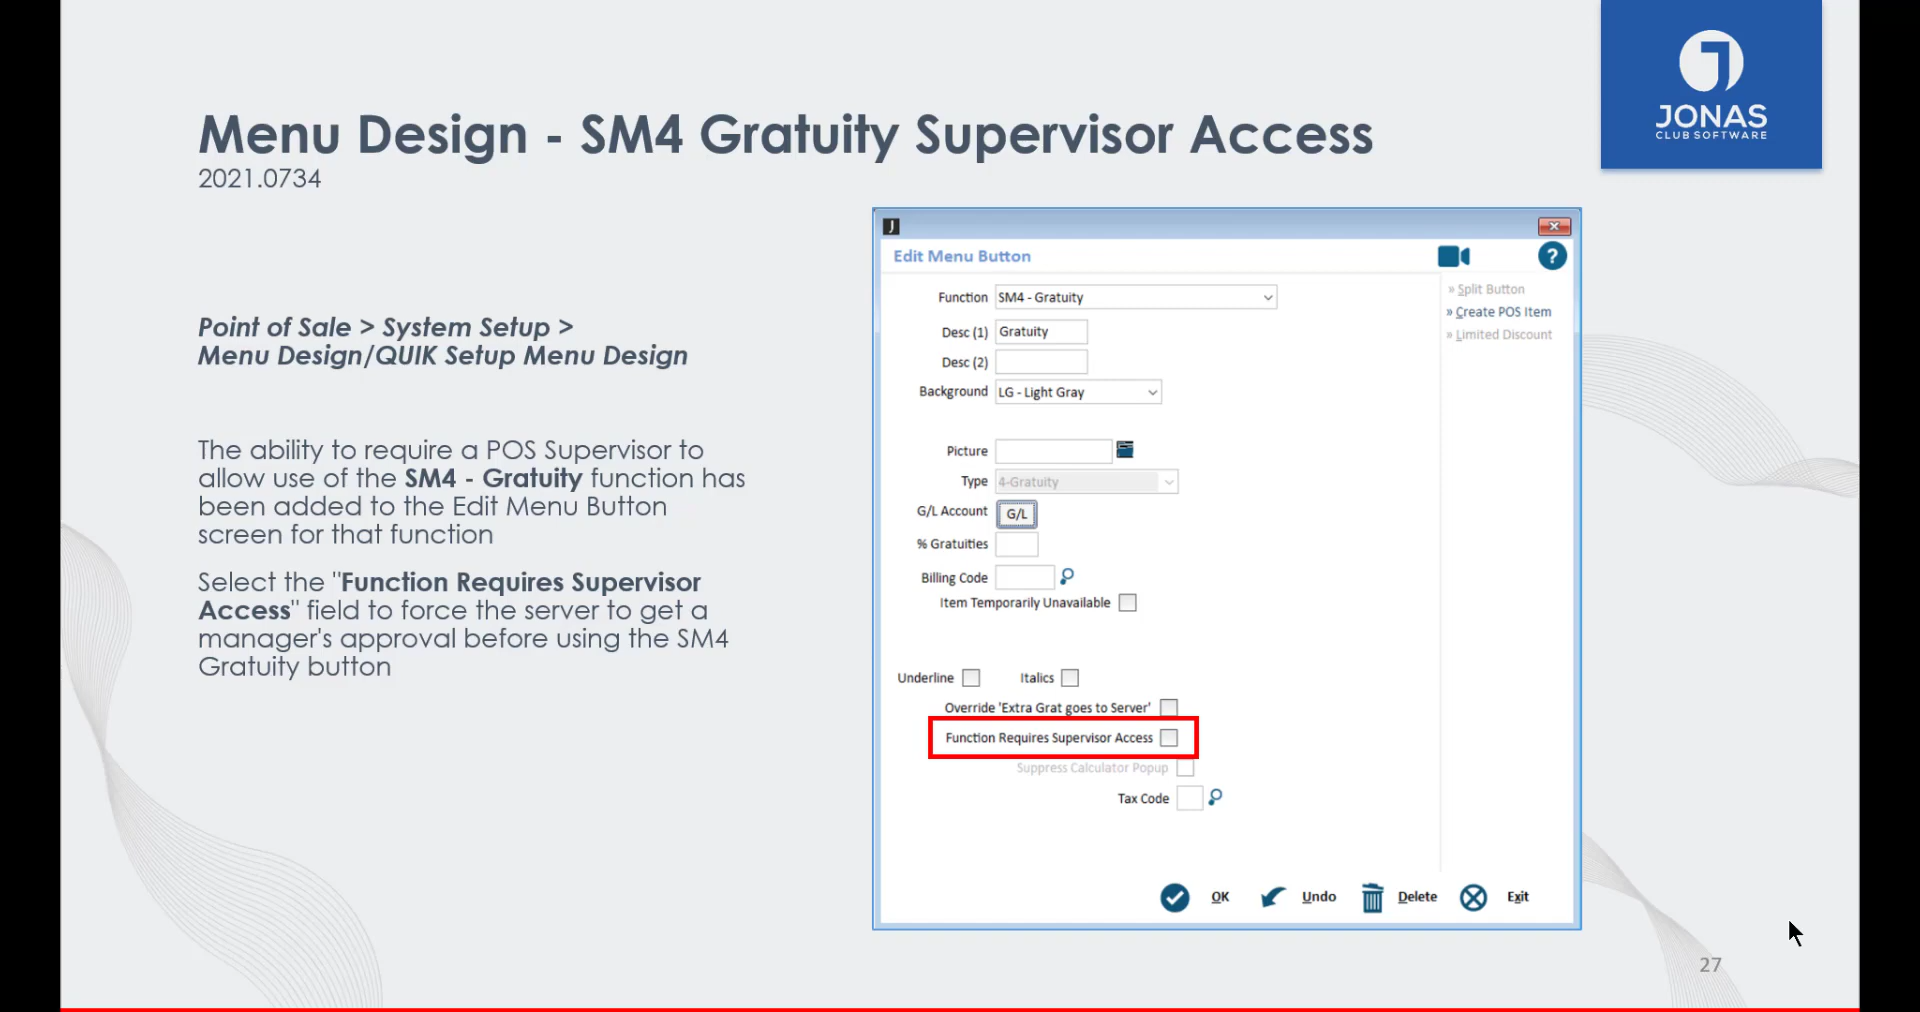 JONAS
CLUB SOFTWARE
Menu Design - SM4 Gratuity Supervisor Access
2021.0734
Point of Sale > System Setup >
Menu Design/QUIK Setup Menu Design
The ability to require a POS Supervisor to
allow use of the SM4 - Gratuity function has
been added to the Edit Menu Button
screen for that function
Select the "Function Requires Supervisor
Access" field to force the server to get a
manager's approval before using the SM4
Gratuity button
J
Edit Menu Button
?
Function SM4 - Gratuity
Desc (1) Gratuity
Desc (2)
Background LG - Light Gray
Picture
Type 4-Gratuity
G/L Account G/L
% Gratuities
Billing Code
Item Temporarily Unavailable
Underline Italics
Override 'Extra Grat goes to Server'
Function Requires Supervisor Access
Suppress Calculator Popup
Tax Code
» Split Button
» Create POS Item
» Limited Discount
OK Undo Delete Exit
27